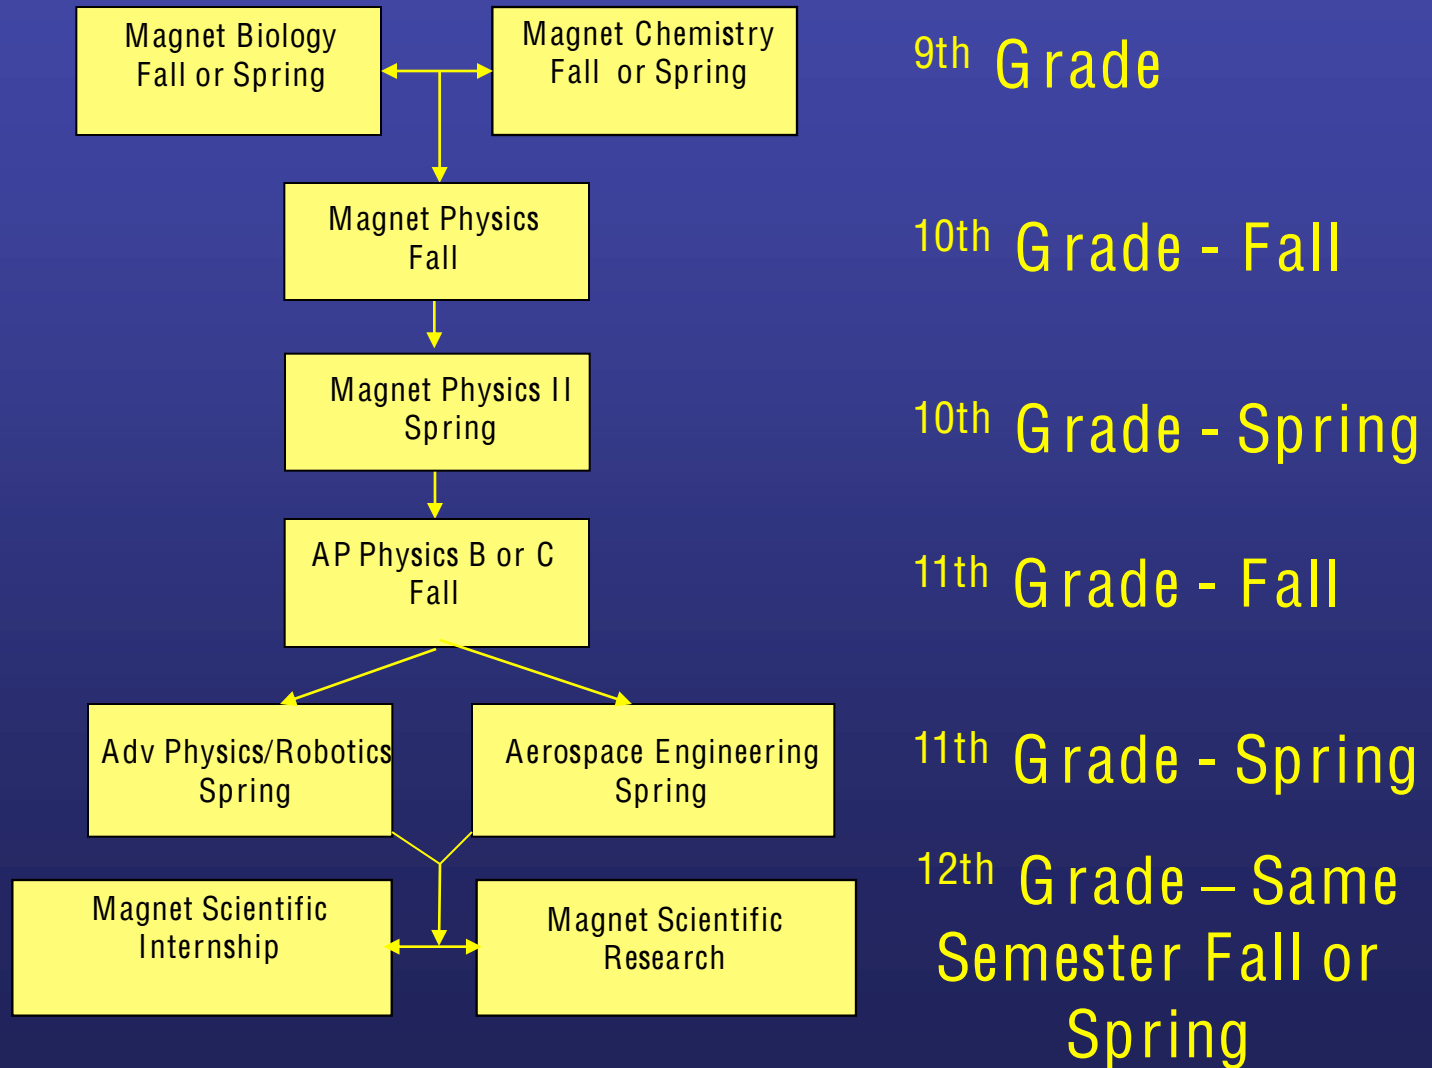 Magnet Biology
Fall or Spring
Magnet Chemistry
Fall or Spring
9th Grade
Magnet Physics
Fall
10th Grade - Fall
Magnet Physics II
Spring
10th Grade - Spring
AP Physics B or C
Fall
11th Grade - Fall
Adv Physics/Robotics
Spring
Aerospace Engineering
Spring
11th Grade - Spring
Magnet Scientific
Internship
Magnet Scientific
Research
12th Grade – Same
Semester Fall or
Spring